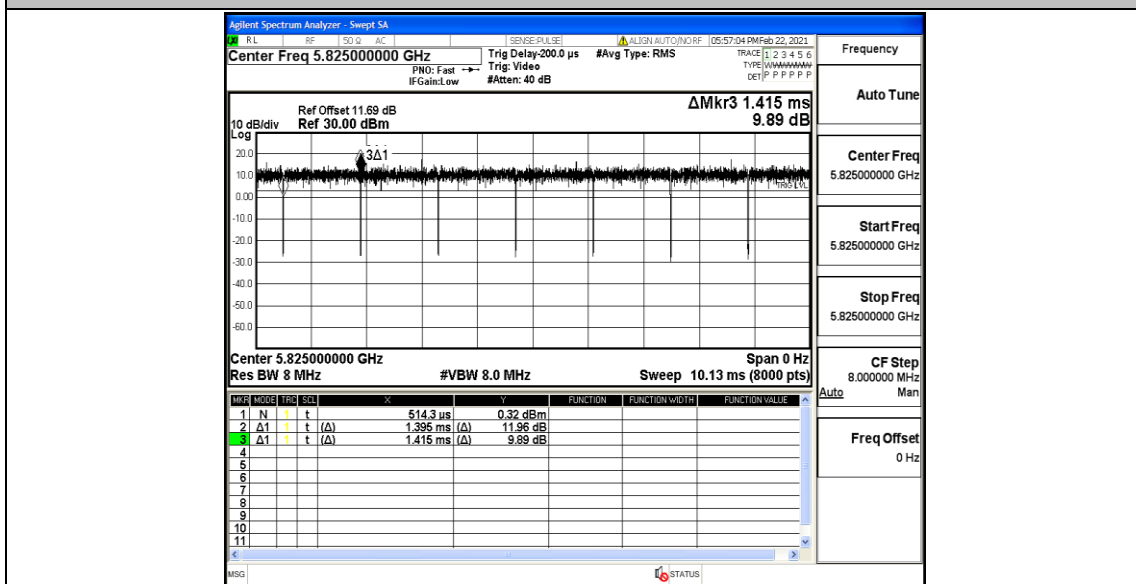 Agilent Spectrum Analyzer - Swept SA
RL RF 50 Ω AC SENSE:PULSE ALIGN AUTO/NO RF 05:57:04 PM Feb 22, 2021
Center Freq 5.825000000 GHz
PNO: Fast
IFGain:Low
Trig Delay-200.0 µs
Trig: Video
#Atten: 40 dB
#Avg Type: RMS
TRACE 1 2 3 4 5 6
TYPE
DET P P P P P P
Frequency
Auto Tune
Center Freq
5.825000000 GHz
Start Freq
5.825000000 GHz
Stop Freq
5.825000000 GHz
CF Step
8.000000 MHz
Auto Man
Freq Offset
0 Hz
ΔMkr3 1.415 ms
9.89 dB
Ref Offset 11.69 dB
10 dB/div Ref 30.00 dBm
Log
20.0
10.0
0.00
-10.0
-20.0
-30.0
-40.0
-50.0
-60.0
3Δ1
TRIG LVL
Center 5.825000000 GHz Span 0 Hz
Res BW 8 MHz #VBW 8.0 MHz Sweep 10.13 ms (8000 pts)
MKR MODE TRC SCL X Y FUNCTION FUNCTION WIDTH FUNCTION VALUE
1 N 1 t 514.3 µs 0.32 dBm
2 Δ1 1 t (Δ) 1.395 ms (Δ) 11.96 dB
3 Δ1 1 t (Δ) 1.415 ms (Δ) 9.89 dB
4
5
6
7
8
9
10
11
MSG STATUS